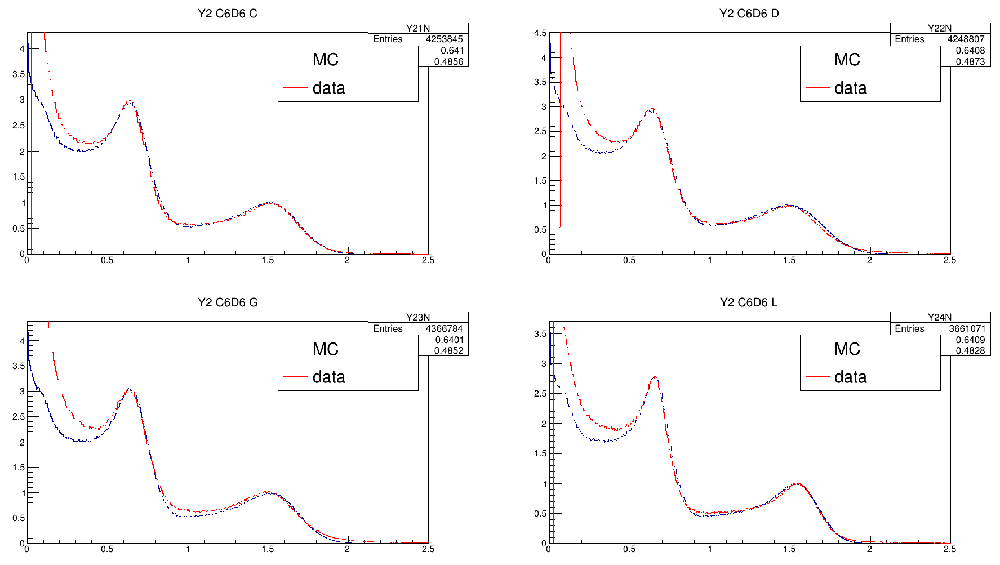 Y2 C6D6 C
Y21N
Entries 4253845
0.641
0.4856
MC
data
4
3.5
3
2.5
2
1.5
1
0.5
0
0 0.5 1 1.5 2 2.5
Y2 C6D6 D
Y22N
Entries 4248807
0.6408
0.4873
MC
data
4.5
4
3.5
3
2.5
2
1.5
1
0.5
0
0 0.5 1 1.5 2 2.5
Y2 C6D6 G
Y23N
Entries 4366784
0.6401
0.4852
MC
data
4
3.5
3
2.5
2
1.5
1
0.5
0
0 0.5 1 1.5 2 2.5
Y2 C6D6 L
Y24N
Entries 3661071
0.6409
0.4828
MC
data
3.5
3
2.5
2
1.5
1
0.5
0
0 0.5 1 1.5 2 2.5